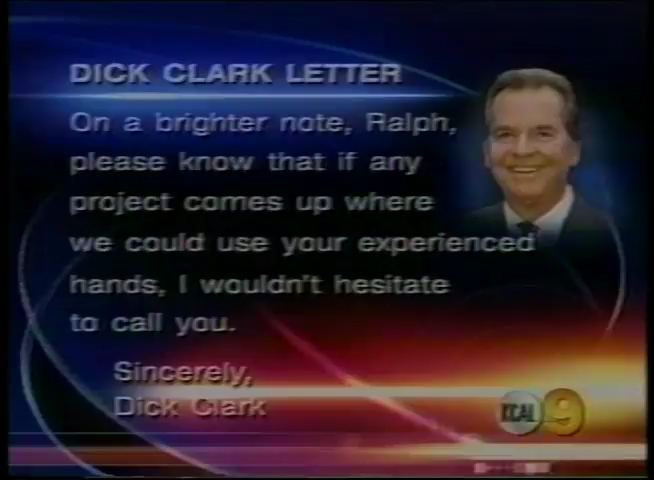 DICK CLARK LETTER
On a brighter note, Ralph,
please know that if any
project comes up where
we could use your experienced
hands, I wouldn't hesitate
to call you.
Sincerely,
Dick Clark
KCAL 9